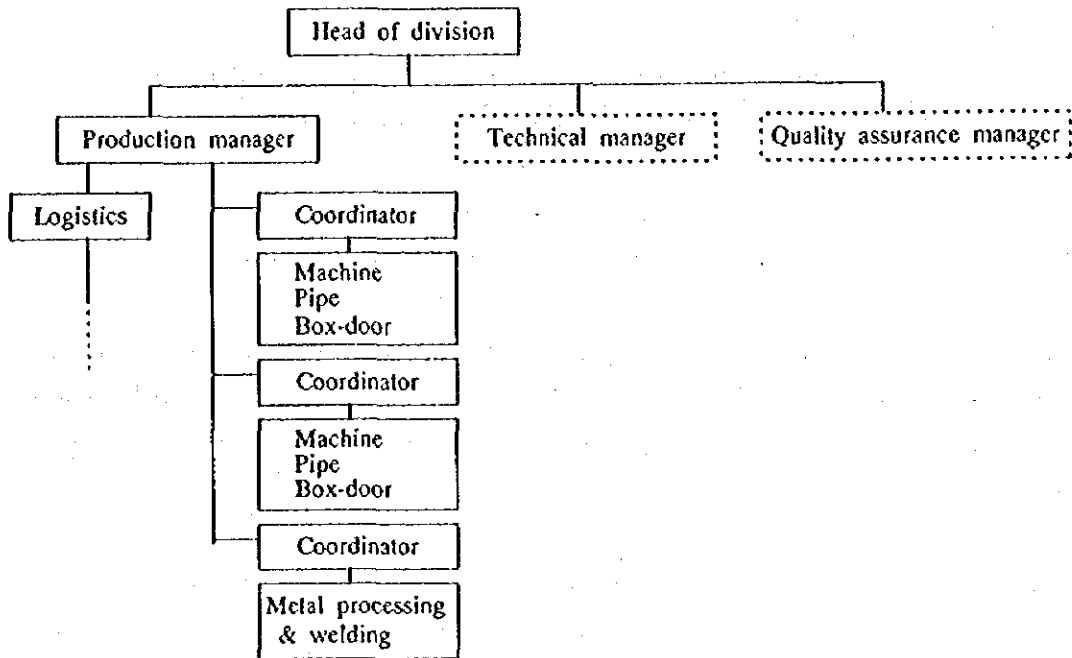 Head of division
Production manager
Technical manager
Quality assurance manager
Logistics
Coordinator
Machine
Pipe
Box-door
Coordinator
Machine
Pipe
Box-door
Coordinator
Metal processing
& welding